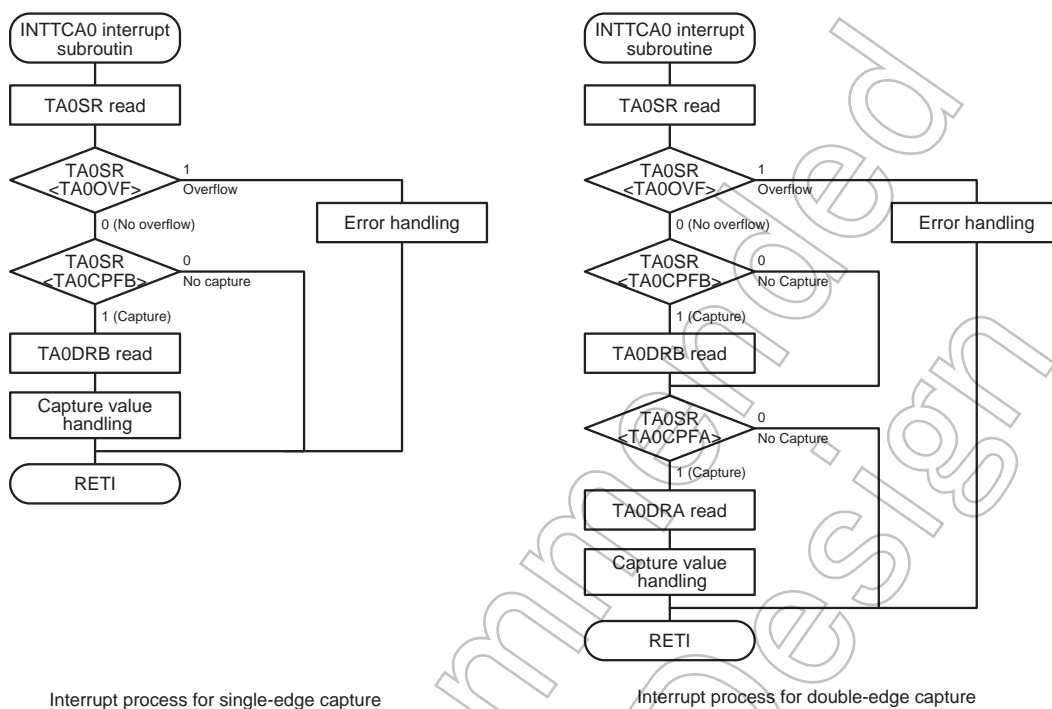 INTTCA0 interrupt
subroutin
TA0SR read
TA0SR
<TA0OVF>
1
Overflow
Error handling
0 (No overflow)
TA0SR
<TA0CPFB>
0
No capture
1 (Capture)
TA0DRB read
Capture value
handling
RETI
Interrupt process for single-edge capture
INTTCA0 interrupt
subroutine
TA0SR read
TA0SR
<TA0OVF>
1
Overflow
Error handling
0 (No overflow)
TA0SR
<TA0CPFB>
0
No Capture
1 (Capture)
TA0DRB read
TA0SR
<TA0CPFA>
0
No Capture
1 (Capture)
TA0DRA read
Capture value
handling
RETI
Interrupt process for double-edge capture
mmended
Design